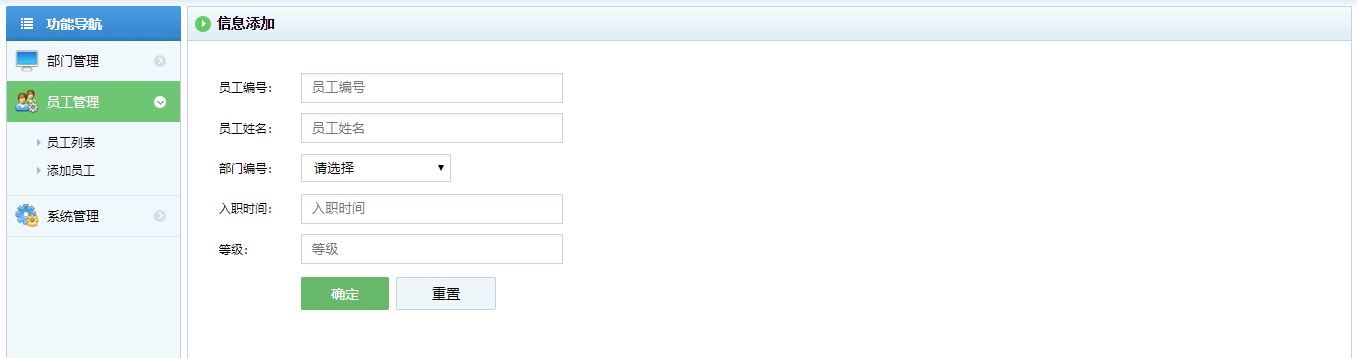 功能导航
部门管理
员工管理
员工列表
添加员工
系统管理
信息添加
员工编号: 员工编号
员工姓名: 员工姓名
部门编号: 请选择
入职时间: 入职时间
等级: 等级
确定 重置